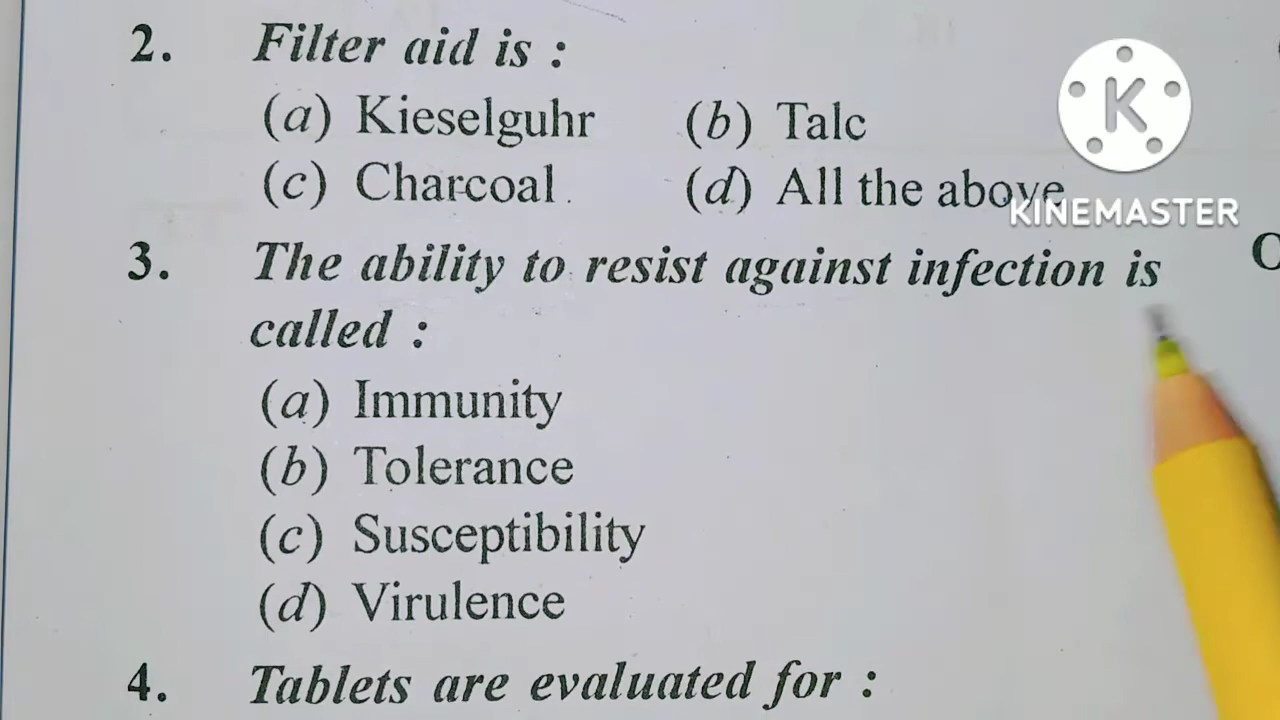 2. Filter aid is :
(a) Kieselguhr (b) Talc
(c) Charcoal (d) All the above
K
KINEMASTER
3. The ability to resist against infection is
called :
(a) Immunity
(b) Tolerance
(c) Susceptibility
(d) Virulence
4. Tablets are evaluated for :